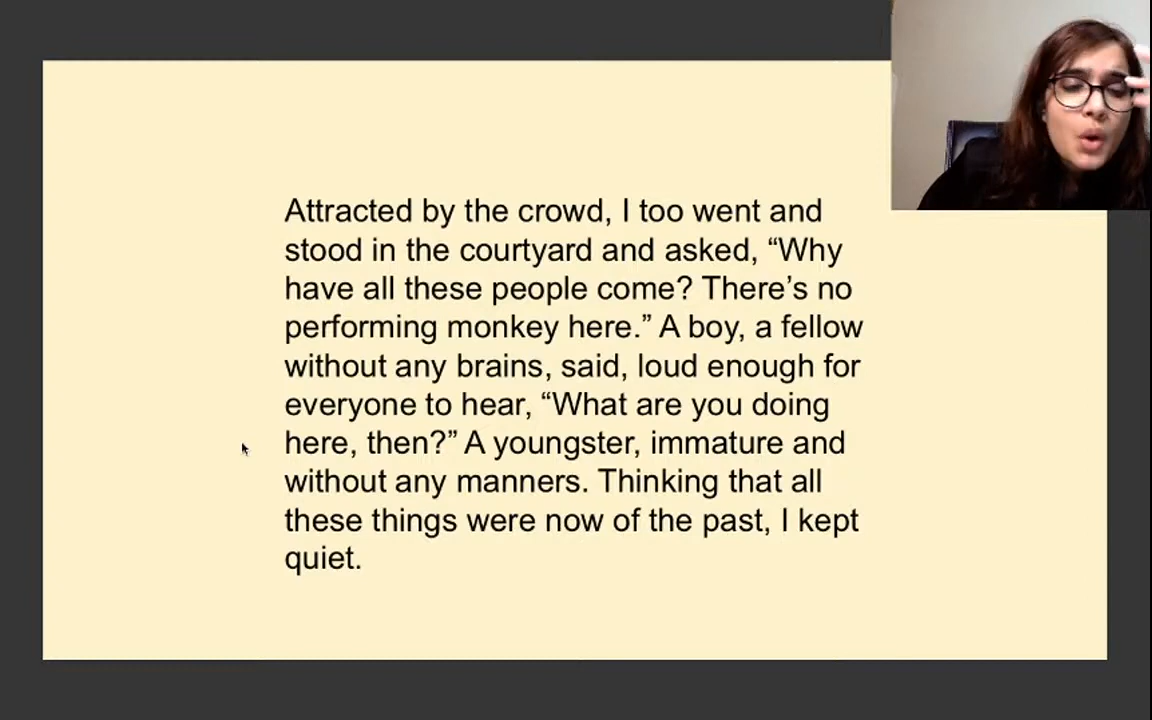 Attracted by the crowd, I too went and
stood in the courtyard and asked, “Why
have all these people come? There’s no
performing monkey here.” A boy, a fellow
without any brains, said, loud enough for
everyone to hear, “What are you doing
here, then?” A youngster, immature and
without any manners. Thinking that all
these things were now of the past, I kept
quiet.